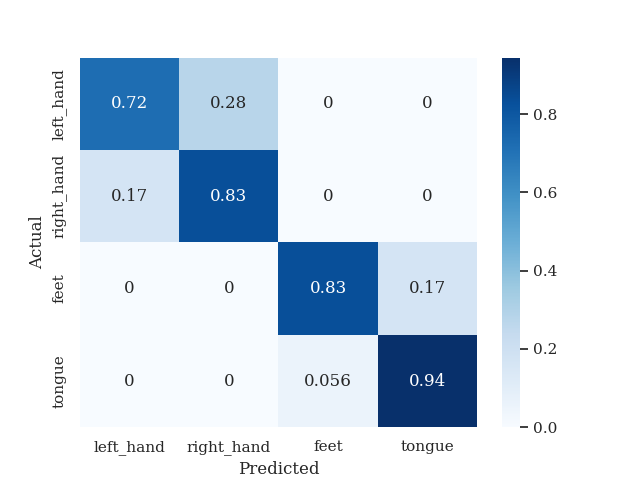 left_hand 0.72 0.28 0 0
right_hand 0.17 0.83 0 0
feet 0 0 0.83 0.17
tongue 0 0 0.056 0.94
Actual
left_hand right_hand feet tongue
Predicted
0.8
0.6
0.4
0.2
0.0